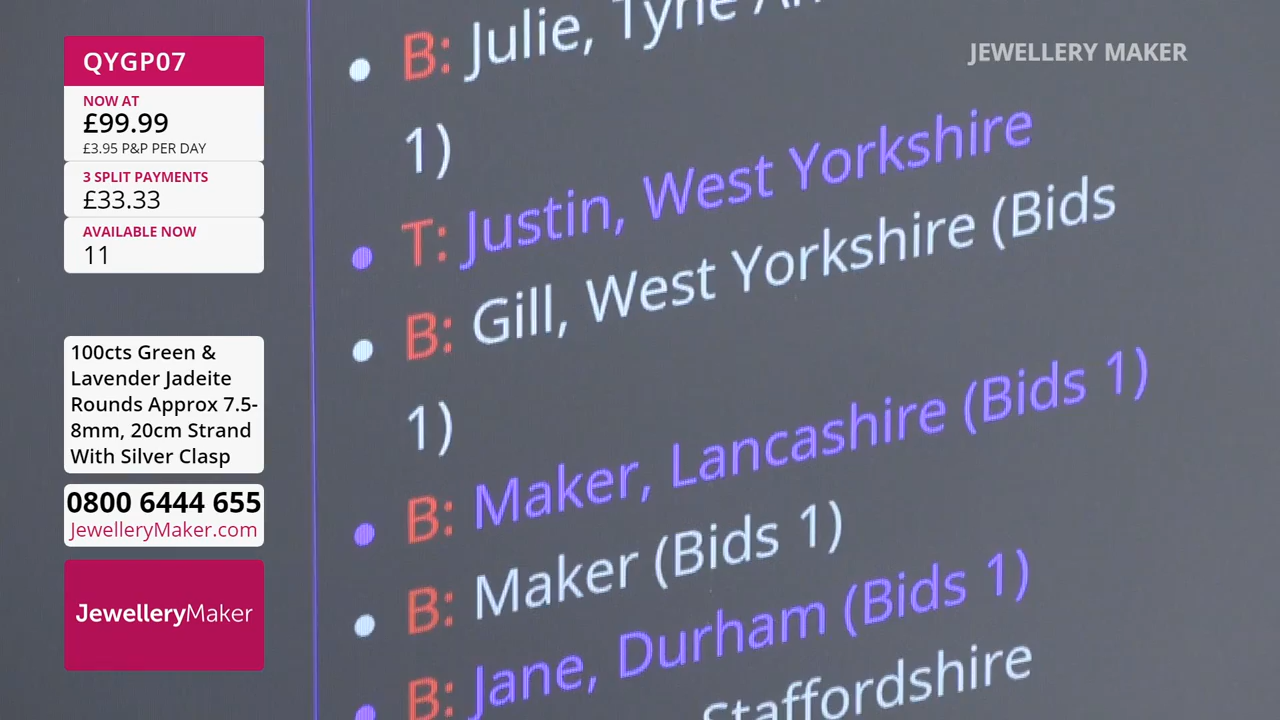 QYGP07
NOW AT
£99.99
£3.95 P&P PER DAY
3 SPLIT PAYMENTS
£33.33
AVAILABLE NOW
11
100cts Green &
Lavender Jadeite
Rounds Approx 7.5-
8mm, 20cm Strand
With Silver Clasp
0800 6444 655
JewelleryMaker.com
JewelleryMaker
JEWELLERY MAKER
B: Julie, Tyne
1)
T: Justin, West Yorkshire
B: Gill, West Yorkshire (Bids
1)
B: Maker, Lancashire (Bids 1)
B: Maker (Bids 1)
B: Jane, Durham (Bids 1)
Staffordshire